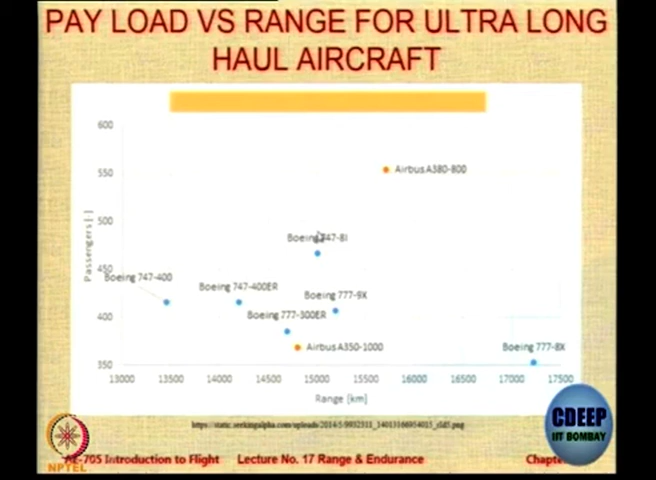 PAY LOAD VS RANGE FOR ULTRA LONG
HAUL AIRCRAFT
600
550
500
450
400
350
Passengers [-]
Airbus A380-800
Boeing 747-8I
Boeing 747-400
Boeing 747-400ER
Boeing 777-9X
Boeing 777-300ER
Airbus A350-1000
Boeing 777-8X
13000 13500 14000 14500 15000 15500 16000 16500 17000 17500
Range [km]
CDEEP
IIT BOMBAY
AE-705 Introduction to Flight Lecture No. 17 Range & Endurance
NPTEL